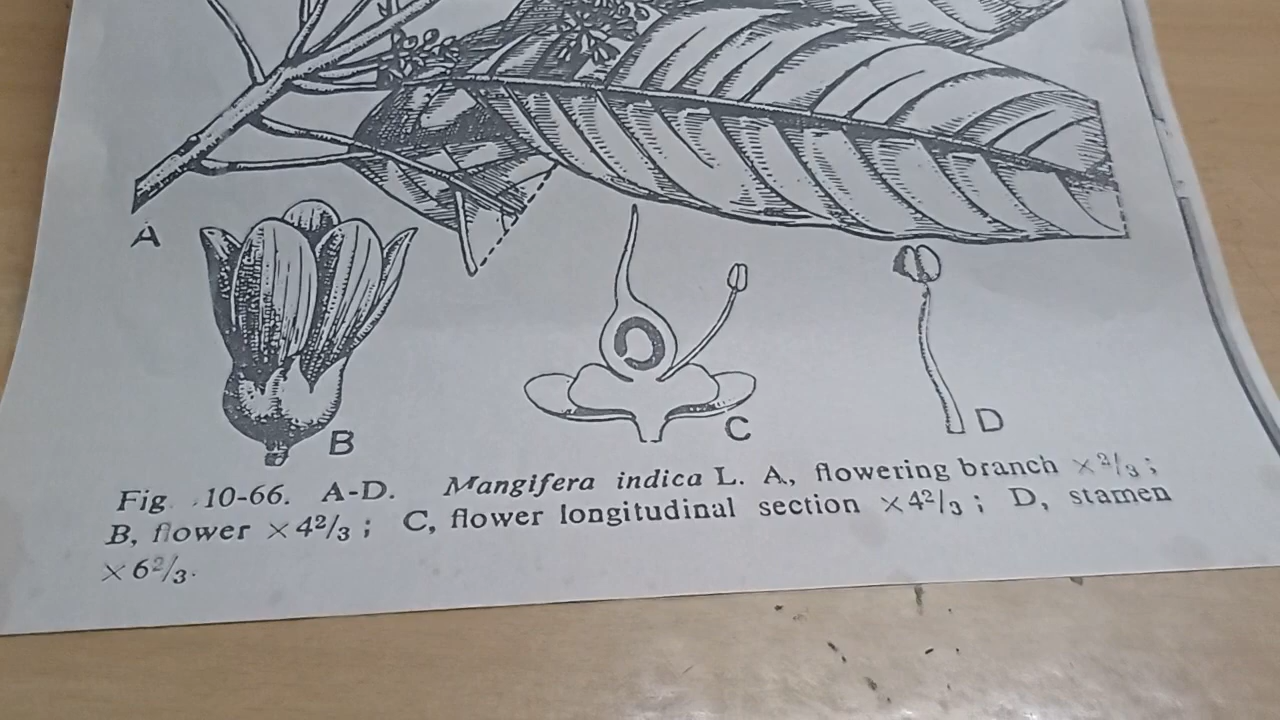 A
B
C
D
Fig. 10-66. A-D. Mangifera indica L. A., flowering branch ×2/3;
B, flower ×42/3; C, flower longitudinal section ×42/3; D, stamen
×62/3.